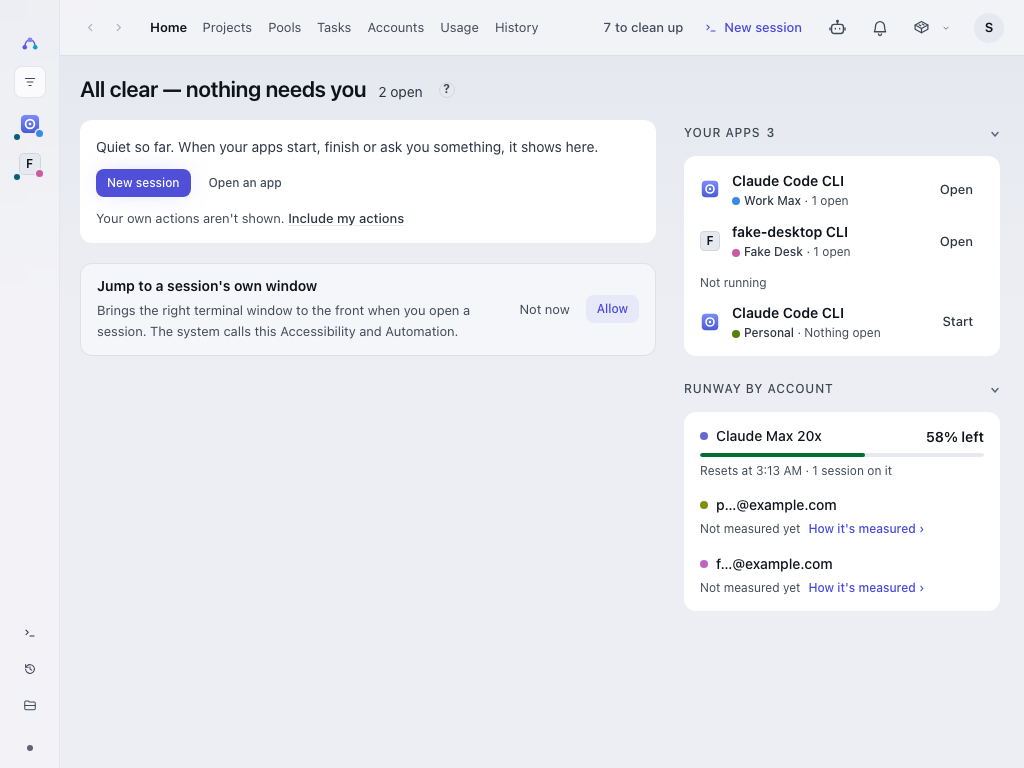 Home Projects Pools Tasks Accounts Usage History 7 to clean up New session S
F
All clear — nothing needs you 2 open ?
Quiet so far. When your apps start, finish or ask you something, it shows here.
New session Open an app
Your own actions aren't shown. Include my actions
Jump to a session's own window
Brings the right terminal window to the front when you open a
session. The system calls this Accessibility and Automation.
Not now Allow
YOUR APPS 3
Claude Code CLI
Work Max · 1 open
Open
F
fake-desktop CLI
Fake Desk · 1 open
Open
Not running
Claude Code CLI
Personal · Nothing open
Start
RUNWAY BY ACCOUNT
Claude Max 20x 58% left
Resets at 3:13 AM · 1 session on it
p...@example.com
Not measured yet How it's measured ›
f...@example.com
Not measured yet How it's measured ›